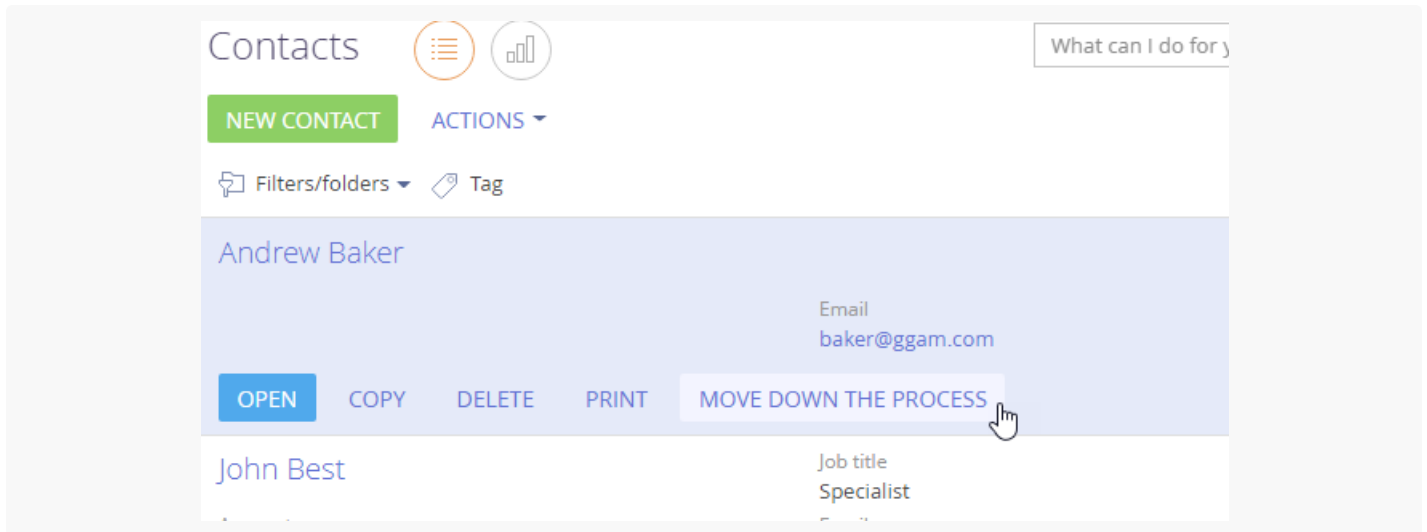 Contacts What can I do for
NEW CONTACT ACTIONS
Filters/folders Tag
Andrew Baker
Email
baker@ggam.com
OPEN COPY DELETE PRINT MOVE DOWN THE PROCESS
John Best Job title
Specialist